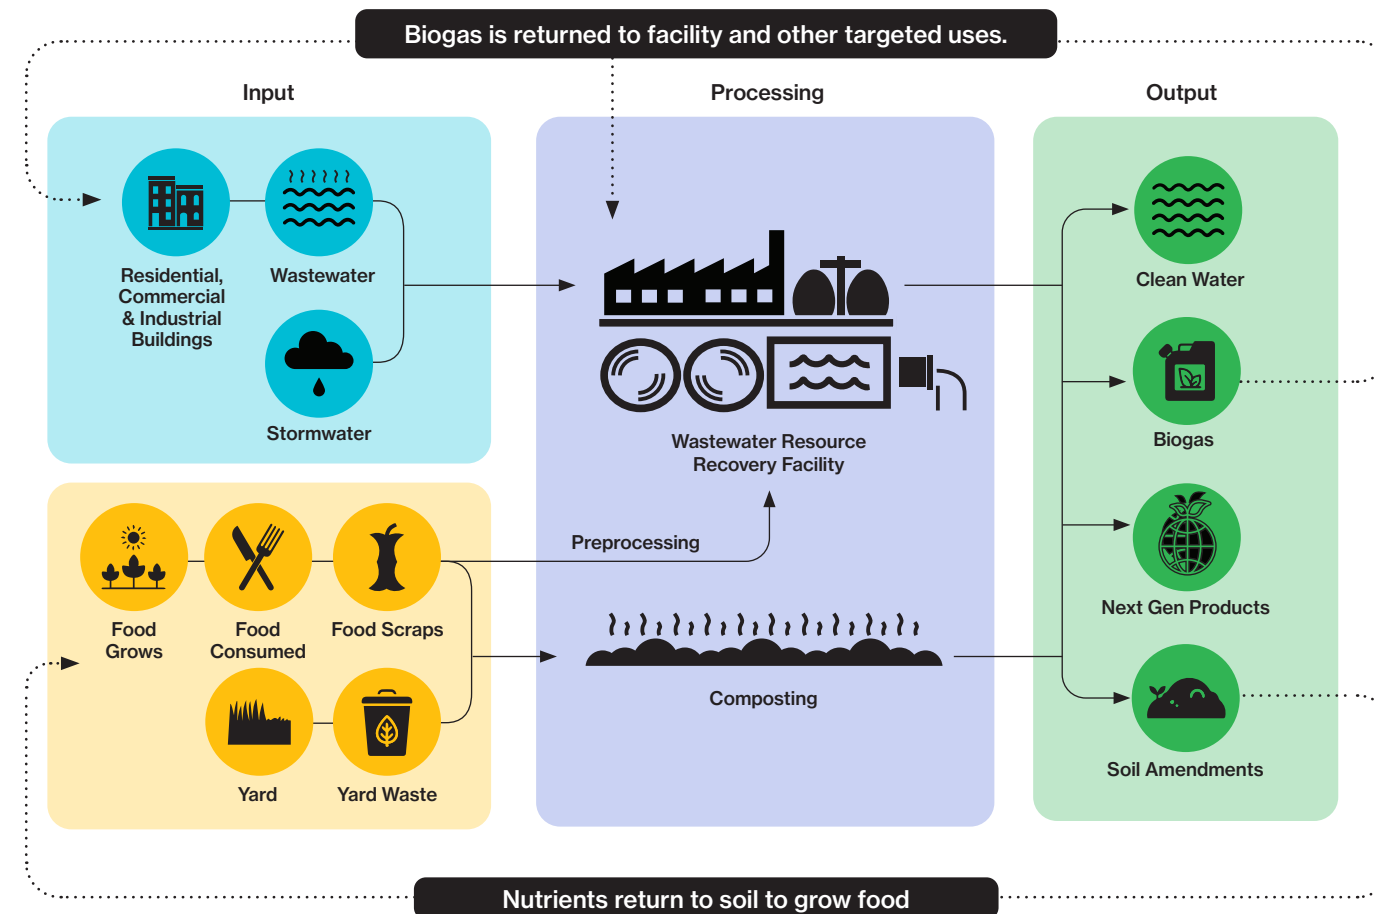 Biogas is returned to facility and other targeted uses.
Input
Processing
Output
Residential,
Commercial
& Industrial
Buildings
Wastewater
Stormwater
Wastewater Resource
Recovery Facility
Clean Water
Biogas
Next Gen Products
Soil Amendments
Food
Grows
Food
Consumed
Food Scraps
Preprocessing
Yard
Yard Waste
Composting
Nutrients return to soil to grow food